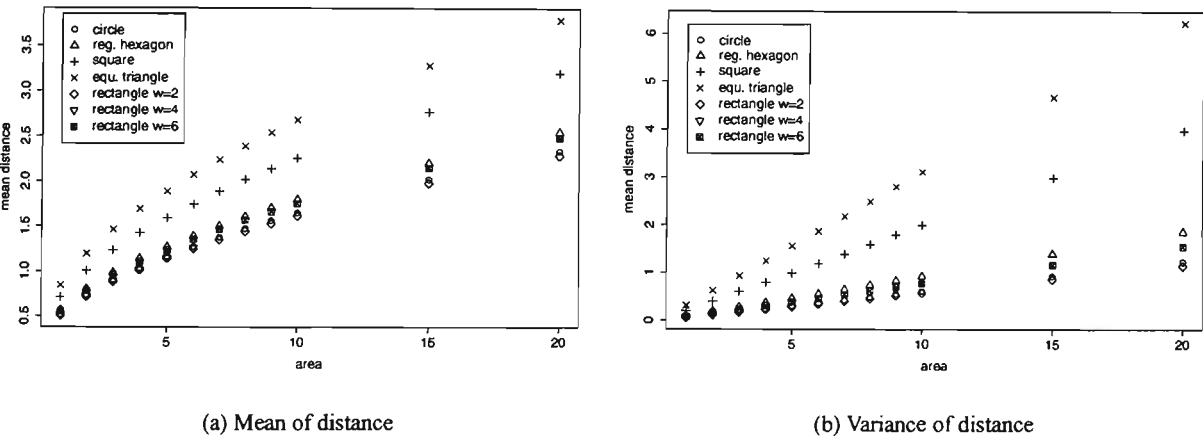 circle
reg. hexagon
square
equ. triangle
rectangle w=2
rectangle w=4
rectangle w=6
mean distance
3.5
3.0
2.5
2.0
1.5
1.0
0.5
5
10
15
20
area
(a) Mean of distance
circle
reg. hexagon
square
equ. triangle
rectangle w=2
rectangle w=4
rectangle w=6
mean distance
6
5
4
3
2
1
0
5
10
15
20
area
(b) Variance of distance